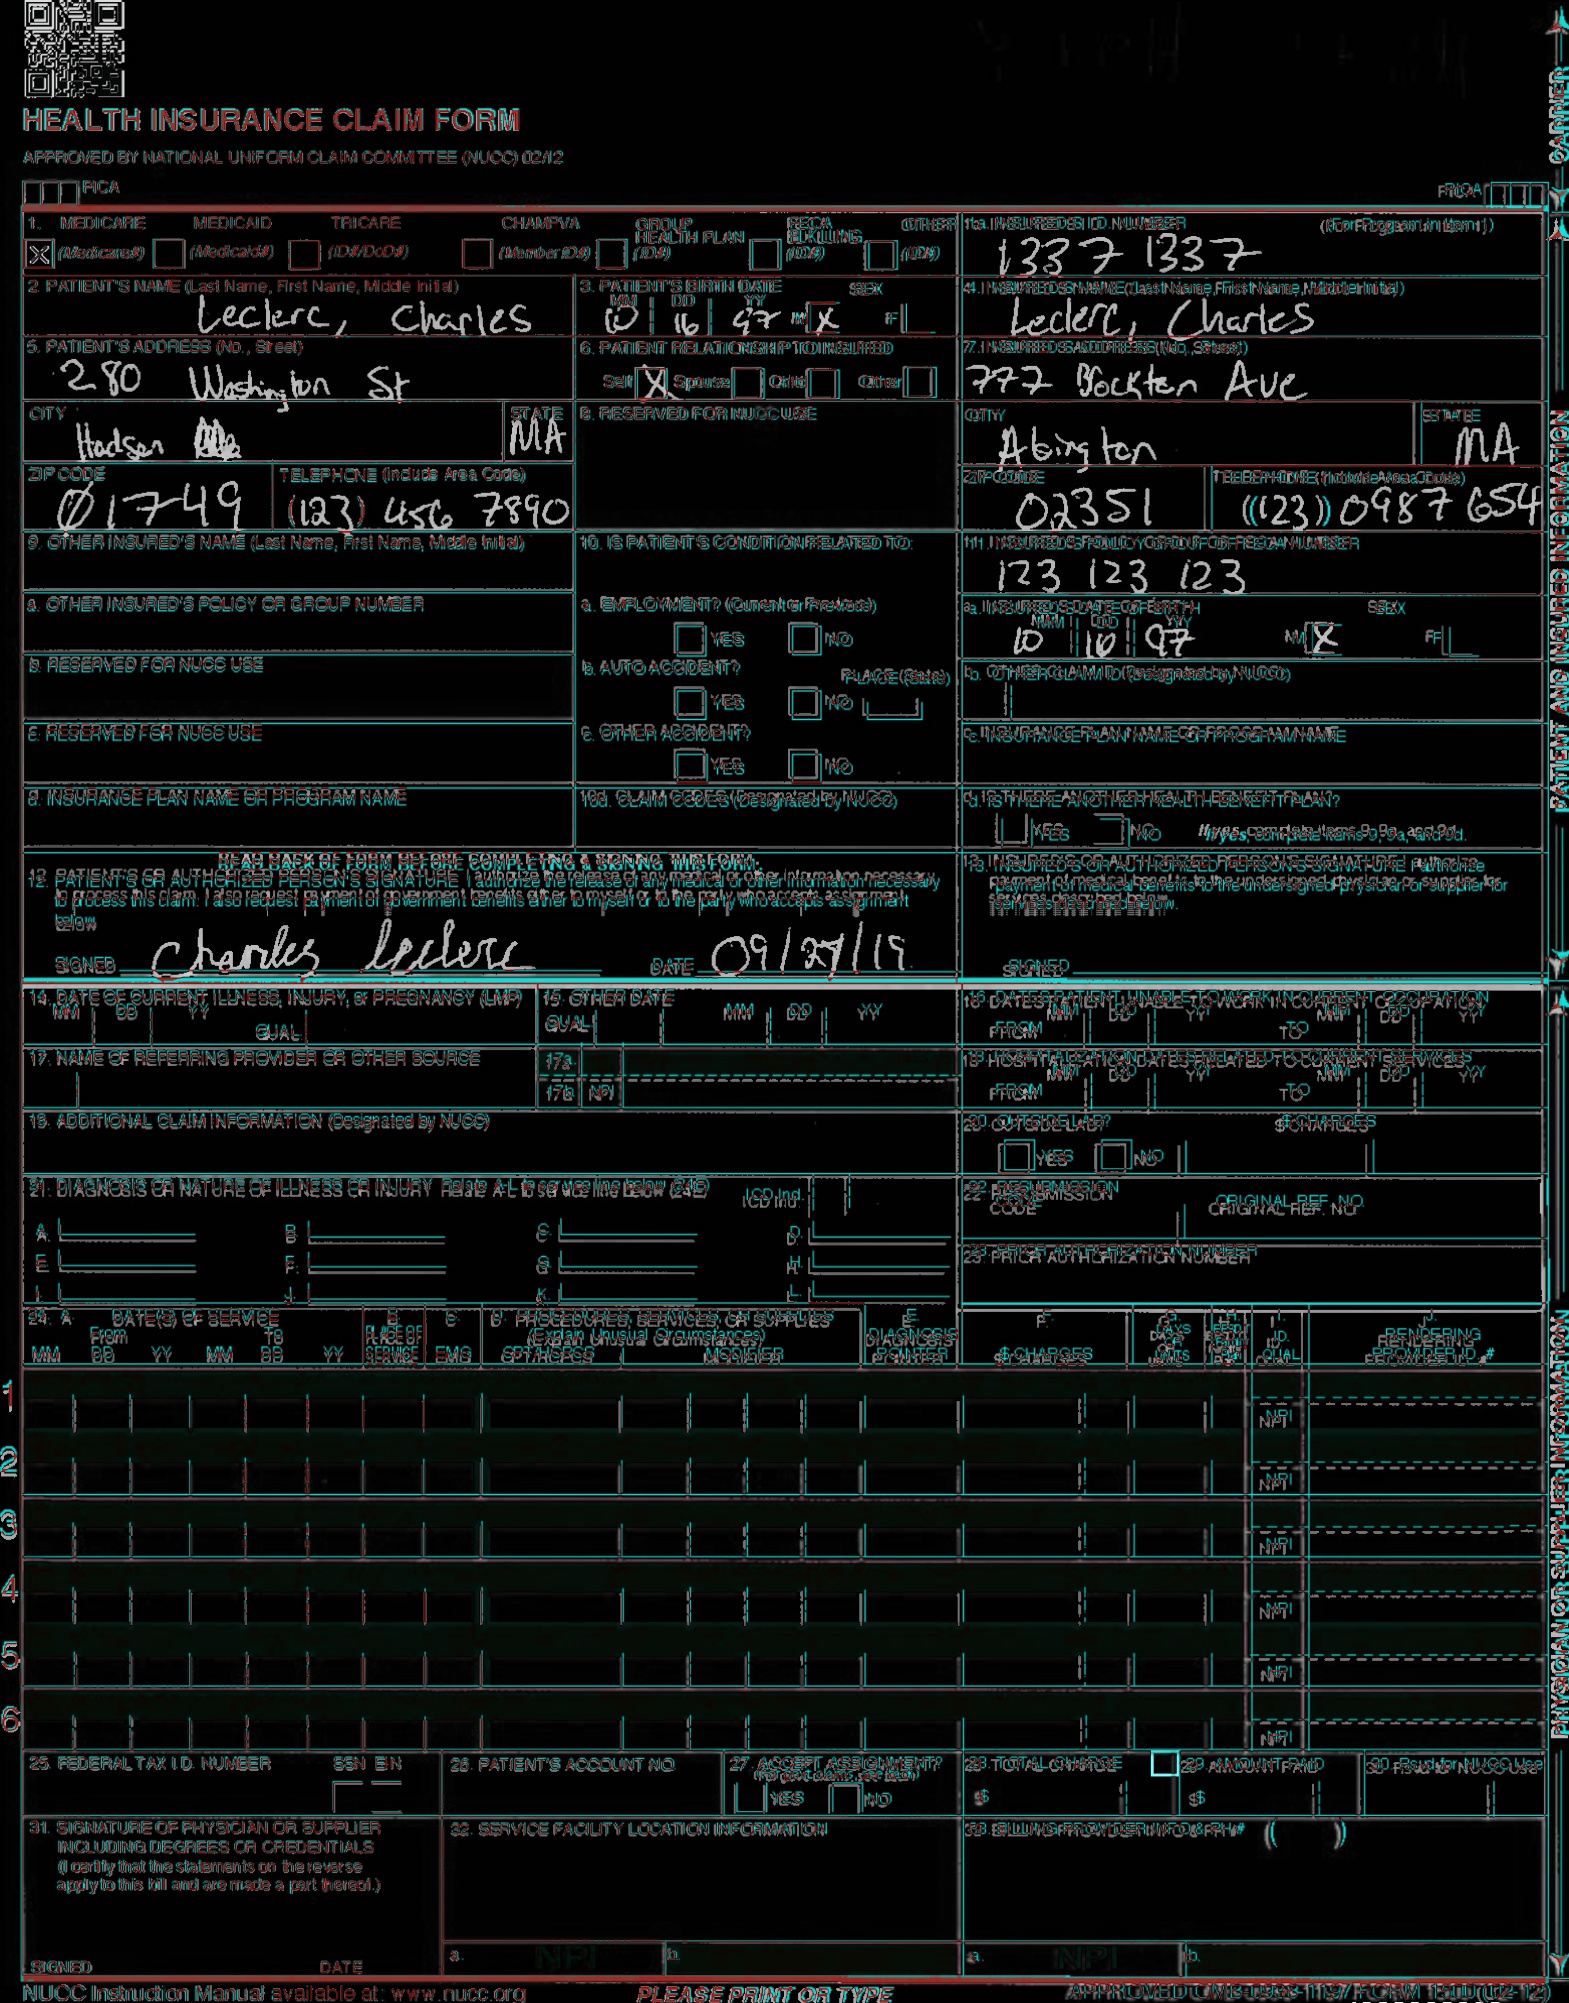 HEALTH INSURANCE CLAIM FORM
APPROVED BY NATIONAL UNIFORM CLAIM COMMITTEE (NUCC) 02/12
PICA PICA
CARRIER
1. MEDICARE MEDICAID TRICARE CHAMPVA GROUP HEALTH PLAN FECA BLK LUNG OTHER 1a. INSURED'S I.D. NUMBER (For Program in Item 1)
X (Medicare#) (Medicaid#) (ID#/DoD#) (Member ID#) (ID#) (ID#) (ID#) 1337 1337
2. PATIENT'S NAME (Last Name, First Name, Middle Initial) 3. PATIENT'S BIRTH DATE SEX 4. INSURED'S NAME (Last Name, First Name, Middle Initial)
MM DD YY
Leclerc, Charles 10 16 97 M X F Leclerc, Charles
5. PATIENT'S ADDRESS (No., Street) 6. PATIENT RELATIONSHIP TO INSURED 7. INSURED'S ADDRESS (No., Street)
280 Washington St Self X Spouse Child Other 777 Brockton Ave
CITY STATE 8. RESERVED FOR NUCC USE CITY STATE
Hudson MA Abington MA
ZIP CODE TELEPHONE (Include Area Code) ZIP CODE TELEPHONE (Include Area Code)
01749 (123) 456 7890 02351 (123) 0987 654
9. OTHER INSURED'S NAME (Last Name, First Name, Middle Initial) 10. IS PATIENT'S CONDITION RELATED TO: 11. INSURED'S POLICY GROUP OR FECA NUMBER
123 123 123
a. OTHER INSURED'S POLICY OR GROUP NUMBER a. EMPLOYMENT? (Current or Previous) a. INSURED'S DATE OF BIRTH SEX
MM DD YY
YES NO 10 16 97 M X F
b. RESERVED FOR NUCC USE b. AUTO ACCIDENT? PLACE (State) b. OTHER CLAIM ID (Designated by NUCC)
YES NO
c. RESERVED FOR NUCC USE c. OTHER ACCIDENT? c. INSURANCE PLAN NAME OR PROGRAM NAME
YES NO
d. INSURANCE PLAN NAME OR PROGRAM NAME 10d. CLAIM CODES (Designated by NUCC) d. IS THERE ANOTHER HEALTH BENEFIT PLAN?
YES NO If yes, complete items 9, 9a, and 9d.
PATIENT AND INSURED INFORMATION
READ BACK OF FORM BEFORE COMPLETING & SIGNING THIS FORM.
12. PATIENT'S OR AUTHORIZED PERSON'S SIGNATURE I authorize the release of any medical or other information necessary
to process this claim. I also request payment of government benefits either to myself or to the party who accepts assignment
below.
SIGNED Charles Leclerc DATE 09/27/19
13. INSURED'S OR AUTHORIZED PERSON'S SIGNATURE I authorize
payment of medical benefits to the undersigned physician or supplier for
services described below.
SIGNED
14. DATE OF CURRENT ILLNESS, INJURY, or PREGNANCY (LMP) 15. OTHER DATE 16. DATES PATIENT UNABLE TO WORK IN CURRENT OCCUPATION
MM DD YY QUAL. QUAL. MM DD YY FROM MM DD YY TO MM DD YY
17. NAME OF REFERRING PROVIDER OR OTHER SOURCE 17a. 18. HOSPITALIZATION DATES RELATED TO CURRENT SERVICES
17b. NPI FROM MM DD YY TO MM DD YY
19. ADDITIONAL CLAIM INFORMATION (Designated by NUCC) 20. OUTSIDE LAB? $ CHARGES
YES NO
21. DIAGNOSIS OR NATURE OF ILLNESS OR INJURY Relate A-L to service line below (24E) ICD Ind. 22. RESUBMISSION CODE ORIGINAL REF. NO.
A. B. C. D.
E. F. G. H. 23. PRIOR AUTHORIZATION NUMBER
I. J. K. L.
24. A. DATE(S) OF SERVICE B. C. D. PROCEDURES, SERVICES, OR SUPPLIES E. F. G. H. I. J.
From To PLACE OF SERVICE EMG (Explain Unusual Circumstances) DIAGNOSIS POINTER $ CHARGES DAYS OR UNITS ID. QUAL. RENDERING PROVIDER ID. #
MM DD YY MM DD YY CPT/HCPCS MODIFIER
1 NPI
2 NPI
3 NPI
4 NPI
5 NPI
6 NPI
PHYSICIAN OR SUPPLIER INFORMATION
25. FEDERAL TAX I.D. NUMBER SSN EIN 26. PATIENT'S ACCOUNT NO. 27. ACCEPT ASSIGNMENT? 28. TOTAL CHARGE 29. AMOUNT PAID 30. Rsvd for NUCC Use
(For govt. claims, see back)
YES NO $ $
31. SIGNATURE OF PHYSICIAN OR SUPPLIER 32. SERVICE FACILITY LOCATION INFORMATION 33. BILLING PROVIDER INFO & PH # ( )
INCLUDING DEGREES OR CREDENTIALS
(I certify that the statements on the reverse
apply to this bill and are made a part thereof.)
SIGNED DATE a. NPI b. a. NPI b.
NUCC Instruction Manual available at: www.nucc.org PLEASE PRINT OR TYPE APPROVED OMB-0938-1197 FORM 1500 (02-12)